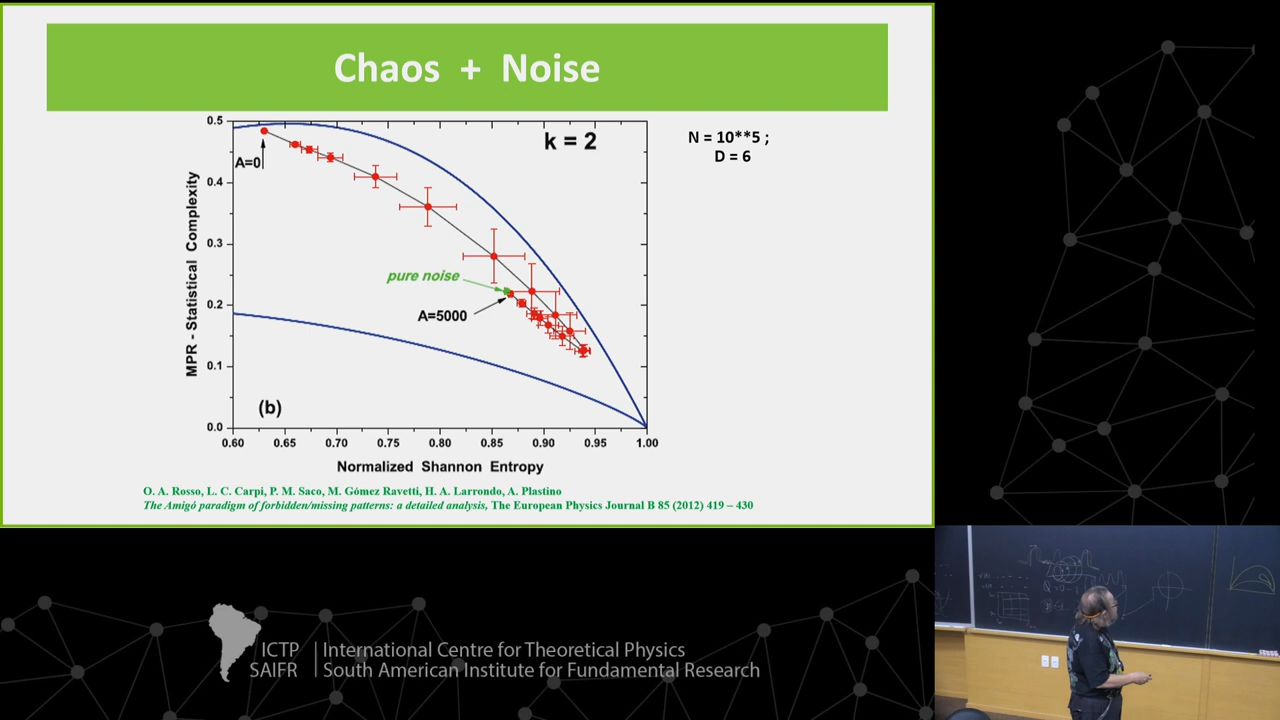 Chaos + Noise
k = 2
N = 10**5 ;
D = 6
0.5
0.4
0.3
0.2
0.1
0.0
MPR - Statistical Complexity
A=0
pure noise
A=5000
(b)
0.60 0.65 0.70 0.75 0.80 0.85 0.90 0.95 1.00
Normalized Shannon Entropy
O. A. Rosso, L. C. Carpi, P. M. Saco, M. Gómez Ravetti, H. A. Larrondo, A. Plastino
The Amigó paradigm of forbidden/missing patterns: a detailed analysis, The European Physics Journal B 85 (2012) 419 – 430
ICTP International Centre for Theoretical Physics
SAIFR South American Institute for Fundamental Research